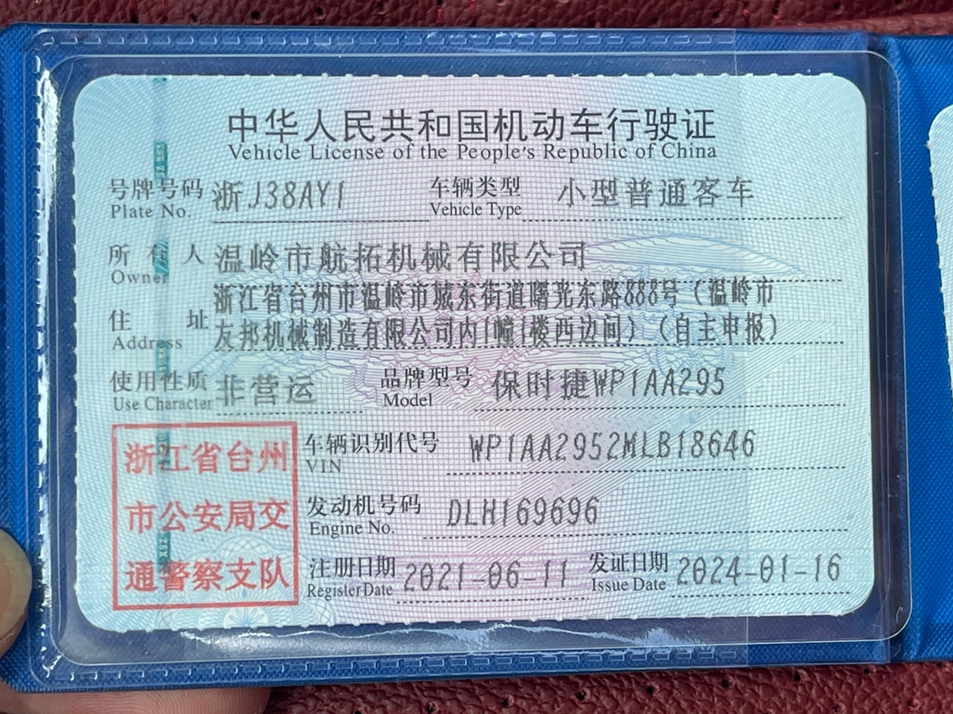 中华人民共和国机动车行驶证
Vehicle License of the People's Republic of China
号牌号码 浙J38AY1 车辆类型 小型普通客车
Plate No. Vehicle Type
所有人 温岭市航拓机械有限公司
Owner
浙江省台州市温岭市城东街道曙光东路888号（温岭市
住址 友邦机械制造有限公司内1幢1楼西边间）（自主申报）
Address
使用性质 非营运 品牌型号 保时捷WP1AA295
Use Character Model
浙江省台州 车辆识别代号 WP1AA2952MLB18646
VIN
市公安局交 发动机号码 DLH169696
Engine No.
通警察支队 注册日期 2021-06-11 发证日期 2024-01-16
Register Date Issue Date